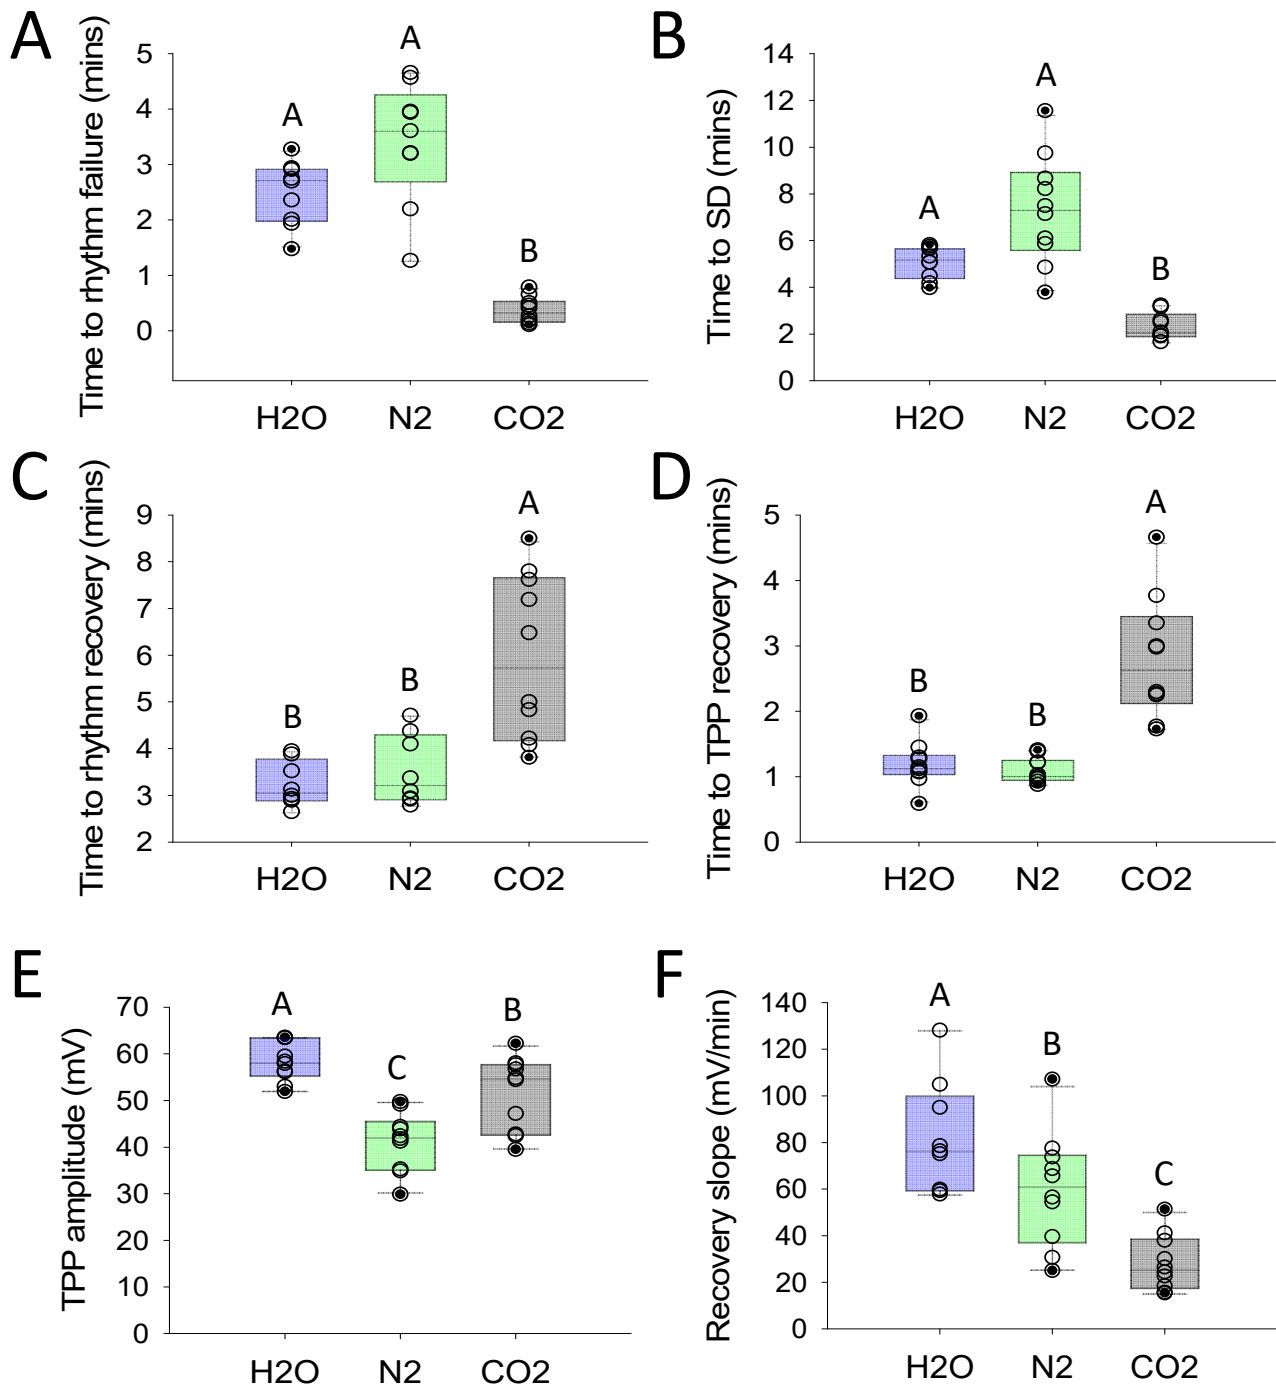 A
Time to rhythm failure (mins)
5
4
3
2
1
0
A
A
B
H2O N2 CO2
B
Time to SD (mins)
14
12
10
8
6
4
2
0
A
A
B
H2O N2 CO2
C
Time to rhythm recovery (mins)
9
8
7
6
5
4
3
2
B
B
A
H2O N2 CO2
D
Time to TPP recovery (mins)
5
4
3
2
1
0
B
B
A
H2O N2 CO2
E
TPP amplitude (mV)
70
60
50
40
30
20
10
0
A
C
B
H2O N2 CO2
F
Recovery slope (mV/min)
140
120
100
80
60
40
20
0
A
B
C
H2O N2 CO2